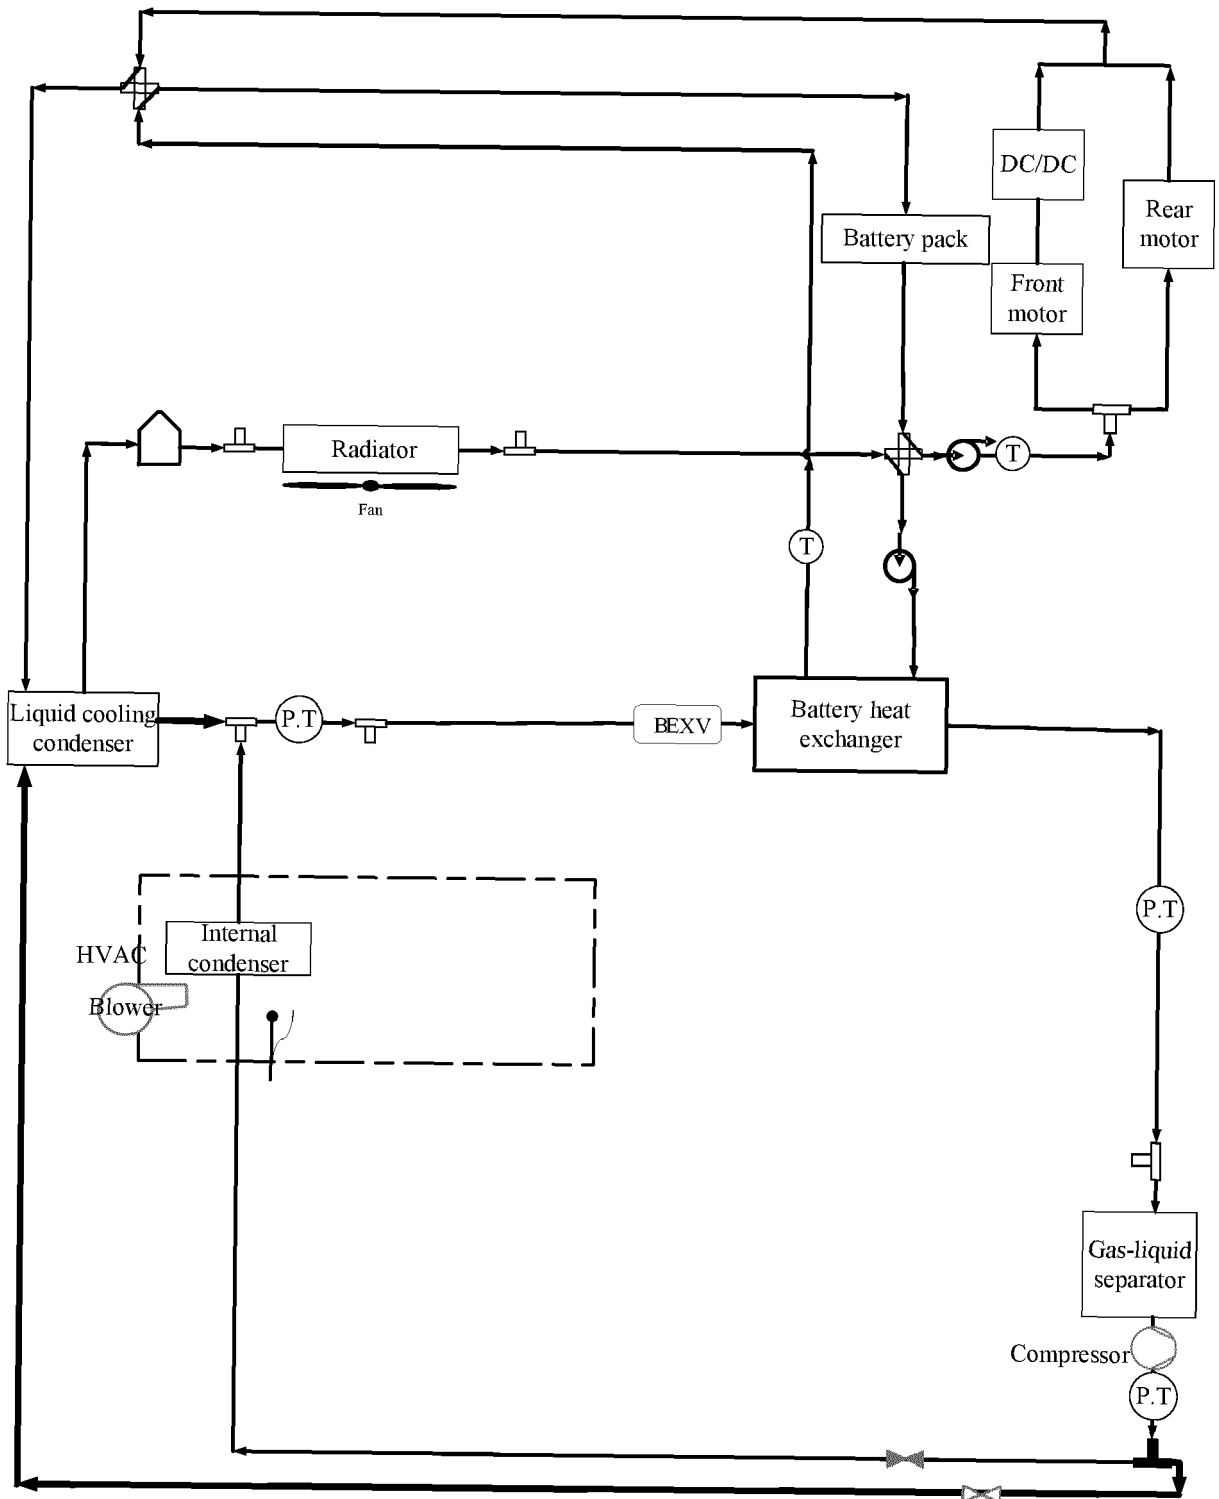 DC/DC
Rear
motor
Battery pack
Front
motor
Radiator
T
Fan
T
Liquid cooling
condenser
P.T
BEXV
Battery heat
exchanger
P.T
Internal
condenser
HVAC
Blower
Gas-liquid
separator
Compressor
P.T